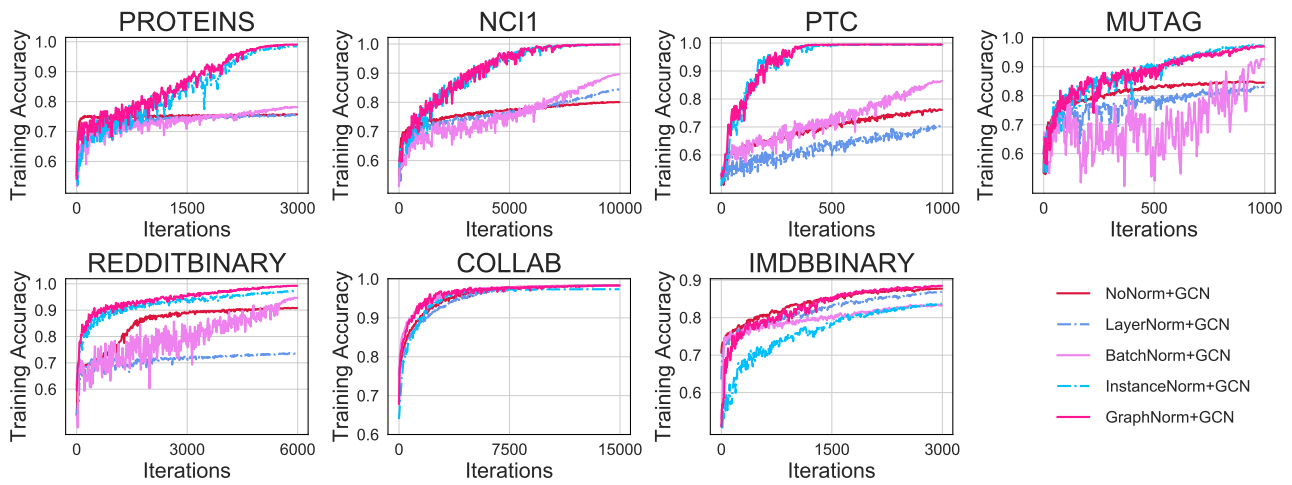 PROTEINS
Training Accuracy
1.0
0.9
0.8
0.7
0.6
0
1500
3000
Iterations
NCI1
Training Accuracy
1.0
0.9
0.8
0.7
0.6
0
5000
10000
Iterations
PTC
Training Accuracy
1.0
0.9
0.8
0.7
0.6
0
500
1000
Iterations
MUTAG
Training Accuracy
1.0
0.9
0.8
0.7
0.6
0
500
1000
Iterations
REDDITBINARY
Training Accuracy
1.0
0.9
0.8
0.7
0.6
0
3000
6000
Iterations
COLLAB
Training Accuracy
1.0
0.9
0.8
0.7
0.6
0
7500
15000
Iterations
IMDBBINARY
Training Accuracy
0.9
0.8
0.7
0.6
0
1500
3000
Iterations
NoNorm+GCN
LayerNorm+GCN
BatchNorm+GCN
InstanceNorm+GCN
GraphNorm+GCN